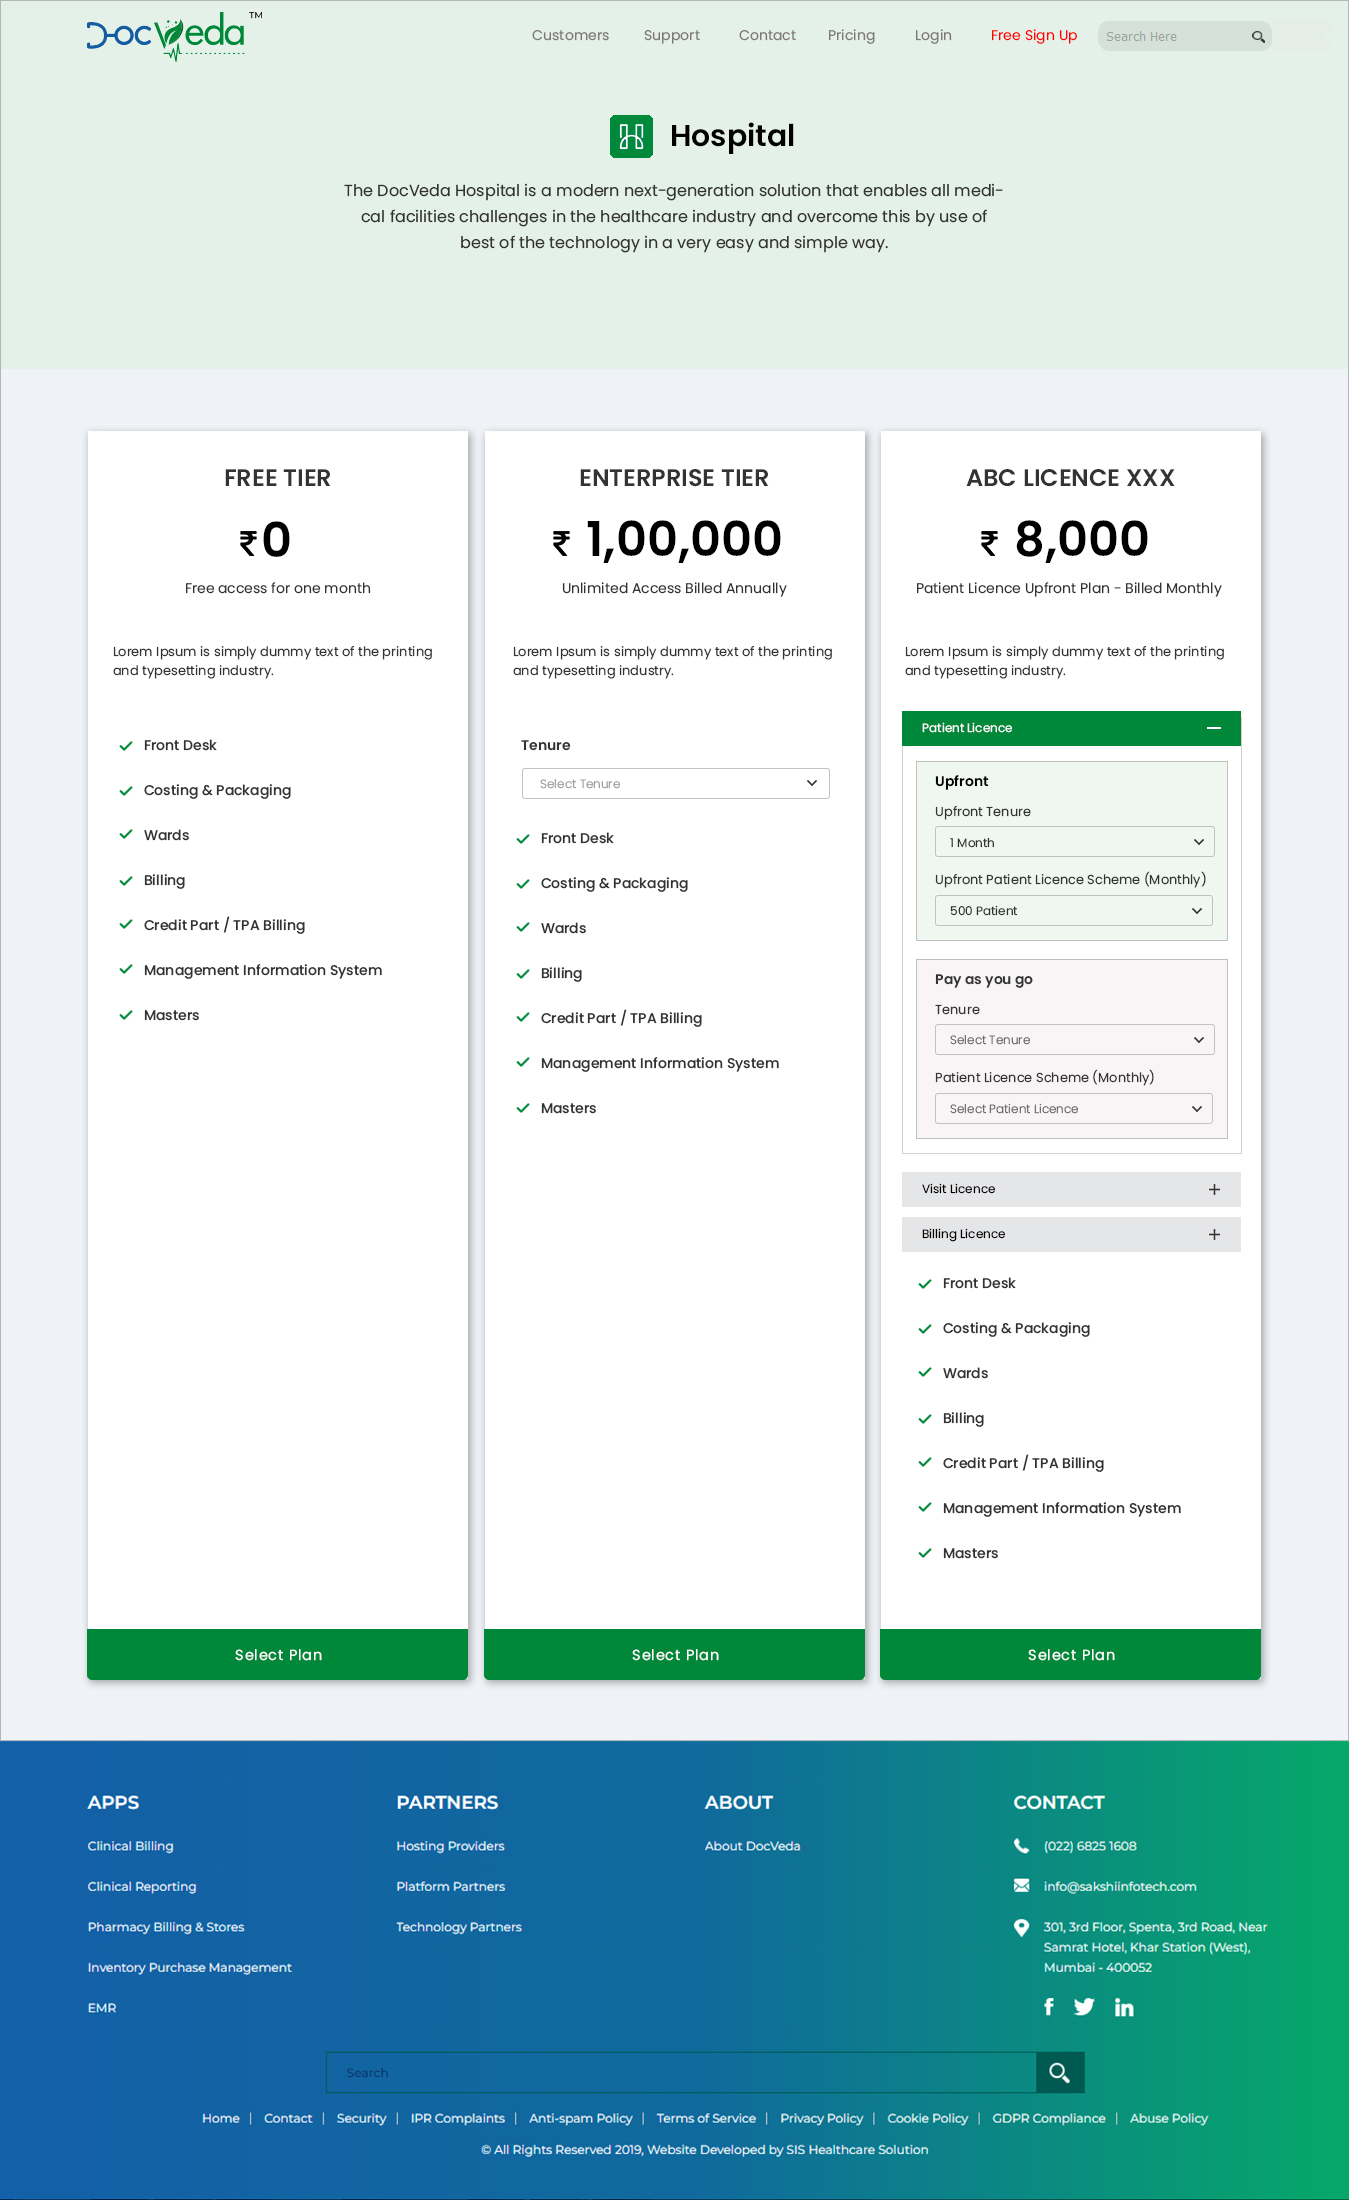 DocVeda TM
Customers Support Contact Pricing Login Free Sign Up Search Here
Hospital
The DocVeda Hospital is a modern next-generation solution that enables all medi-
cal facilities challenges in the healthcare industry and overcome this by use of
best of the technology in a very easy and simple way.
FREE TIER
₹0
Free access for one month
Lorem Ipsum is simply dummy text of the printing
and typesetting industry.
Front Desk
Costing & Packaging
Wards
Billing
Credit Part / TPA Billing
Management Information System
Masters
Select Plan
ENTERPRISE TIER
₹ 1,00,000
Unlimited Access Billed Annually
Lorem Ipsum is simply dummy text of the printing
and typesetting industry.
Tenure
Select Tenure
Front Desk
Costing & Packaging
Wards
Billing
Credit Part / TPA Billing
Management Information System
Masters
Select Plan
ABC LICENCE XXX
₹ 8,000
Patient Licence Upfront Plan - Billed Monthly
Lorem Ipsum is simply dummy text of the printing
and typesetting industry.
Patient Licence
Upfront
Upfront Tenure
1 Month
Upfront Patient Licence Scheme (Monthly)
500 Patient
Pay as you go
Tenure
Select Tenure
Patient Licence Scheme (Monthly)
Select Patient Licence
Visit Licence
Billing Licence
Front Desk
Costing & Packaging
Wards
Billing
Credit Part / TPA Billing
Management Information System
Masters
Select Plan
APPS
Clinical Billing
Clinical Reporting
Pharmacy Billing & Stores
Inventory Purchase Management
EMR
PARTNERS
Hosting Providers
Platform Partners
Technology Partners
ABOUT
About DocVeda
CONTACT
(022) 6825 1608
info@sakshiinfotech.com
301, 3rd Floor, Spenta, 3rd Road, Near
Samrat Hotel, Khar Station (West),
Mumbai - 400052
Search
Home | Contact | Security | IPR Complaints | Anti-spam Policy | Terms of Service | Privacy Policy | Cookie Policy | GDPR Compliance | Abuse Policy
© All Rights Reserved 2019, Website Developed by SIS Healthcare Solution